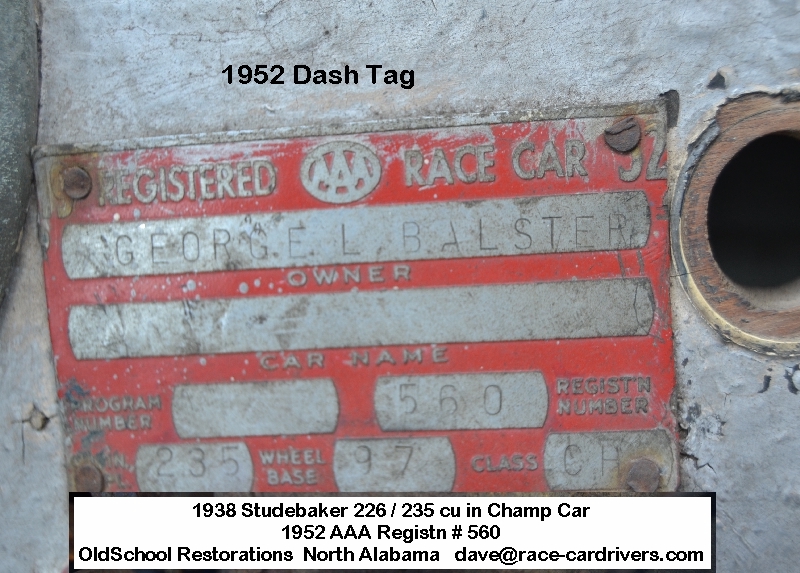 1952 Dash Tag
REGISTERED AAA RACE CAR 52
GEORGE L BALSTER
OWNER
CAR NAME
PROGRAM NUMBER 560 REGIST'N NUMBER
235 WHEEL BASE 97 CLASS CH
1938 Studebaker 226 / 235 cu in Champ Car
1952 AAA Registn # 560
OldSchool Restorations North Alabama dave@race-cardrivers.com